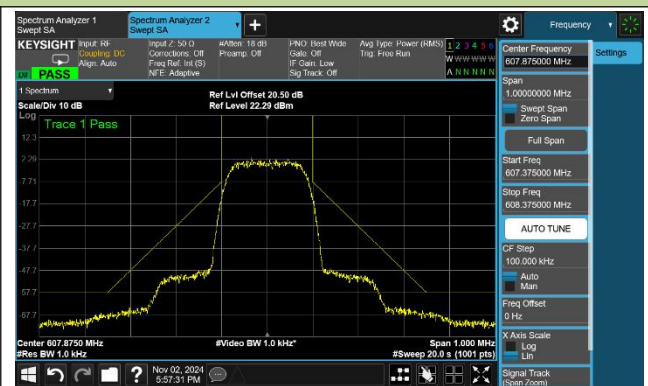 Spectrum Analyzer 1
Swept SA
Spectrum Analyzer 2
Swept SA
+
Frequency
KEYSIGHT
Input: RF
Coupling: DC
Align: Auto
Input Z: 50 Ω
Corrections: Off
Freq Ref: Int (S)
NFE: Adaptive
#Atten: 18 dB
Preamp: Off
PNO: Best Wide
Gate: Off
IF Gain: Low
Sig Track: Off
Avg Type: Power (RMS)
Trig: Free Run
1 2 3 4 5 6
W W W W W W
A N N N N N
LXI
PASS
1 Spectrum
Scale/Div 10 dB
Ref Lvl Offset 20.50 dB
Ref Level 22.29 dBm
Log
Trace 1 Pass
12.3
2.29
-7.71
-17.7
-27.7
-37.7
-47.7
-57.7
-67.7
Center 607.8750 MHz
#Res BW 1.0 kHz
#Video BW 1.0 kHz*
Span 1.000 MHz
#Sweep 20.0 s (1001 pts)
Nov 02, 2024
5:57:31 PM
Center Frequency
607.875000 MHz
Settings
Span
1.00000000 MHz
Swept Span
Zero Span
Full Span
Start Freq
607.375000 MHz
Stop Freq
608.375000 MHz
AUTO TUNE
CF Step
100.000 kHz
Auto
Man
Freq Offset
0 Hz
X Axis Scale
Log
Lin
Signal Track
(Span Zoom)